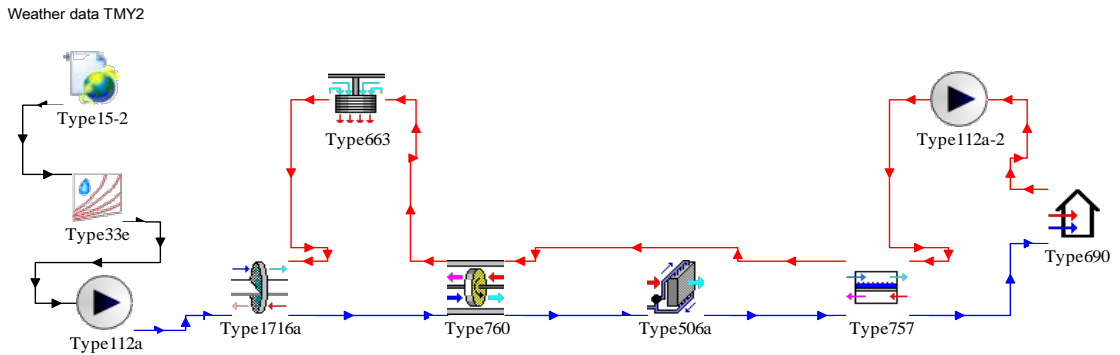 Weather data TMY2
Type15-2
Type663
Type112a-2
Type33e
Type690
Type112a
Type1716a
Type760
Type506a
Type757